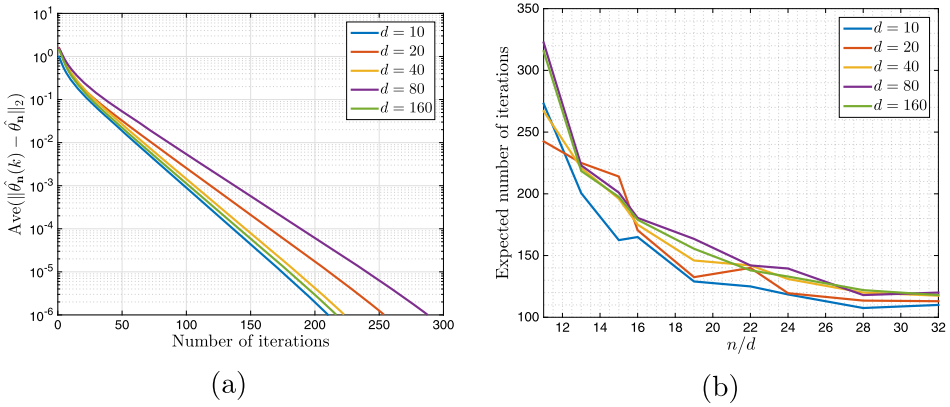 10^1
10^0
10^-1
10^-2
10^-3
10^-4
10^-5
10^-6
0 50 100 150 200 250 300
Number of iterations
Ave(||θ̂_n(k) − θ̂_n||_2)
d = 10
d = 20
d = 40
d = 80
d = 160
(a)
350
300
250
200
150
100
12 14 16 18 20 22 24 26 28 30 32
n/d
Expected number of iterations
d = 10
d = 20
d = 40
d = 80
d = 160
(b)